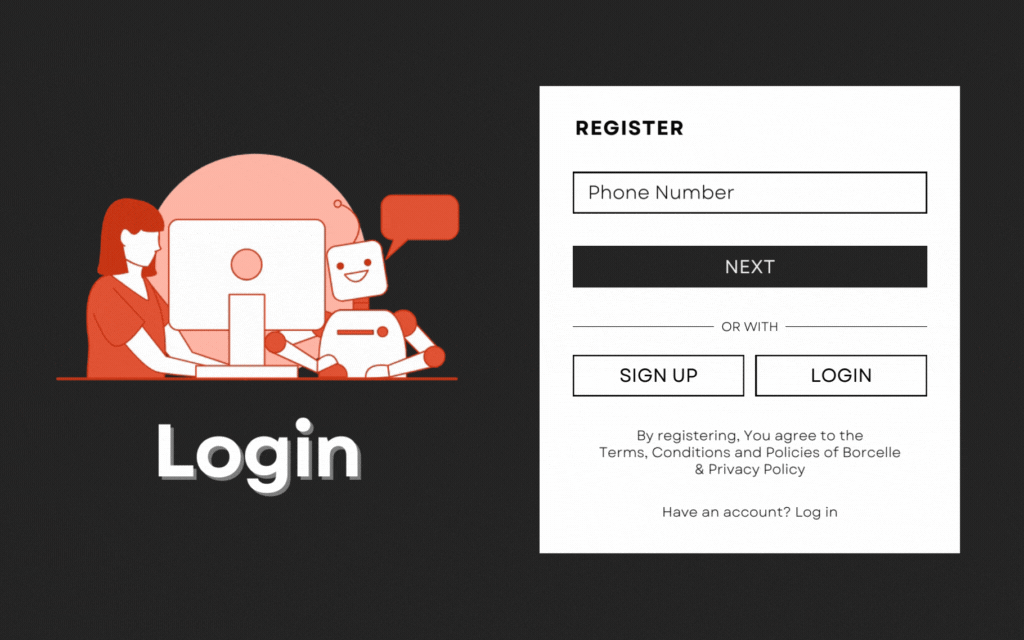 Login
REGISTER
Phone Number
NEXT
OR WITH
SIGN UP
LOGIN
By registering, You agree to the
Terms, Conditions and Policies of Borcelle
& Privacy Policy
Have an account? Log in